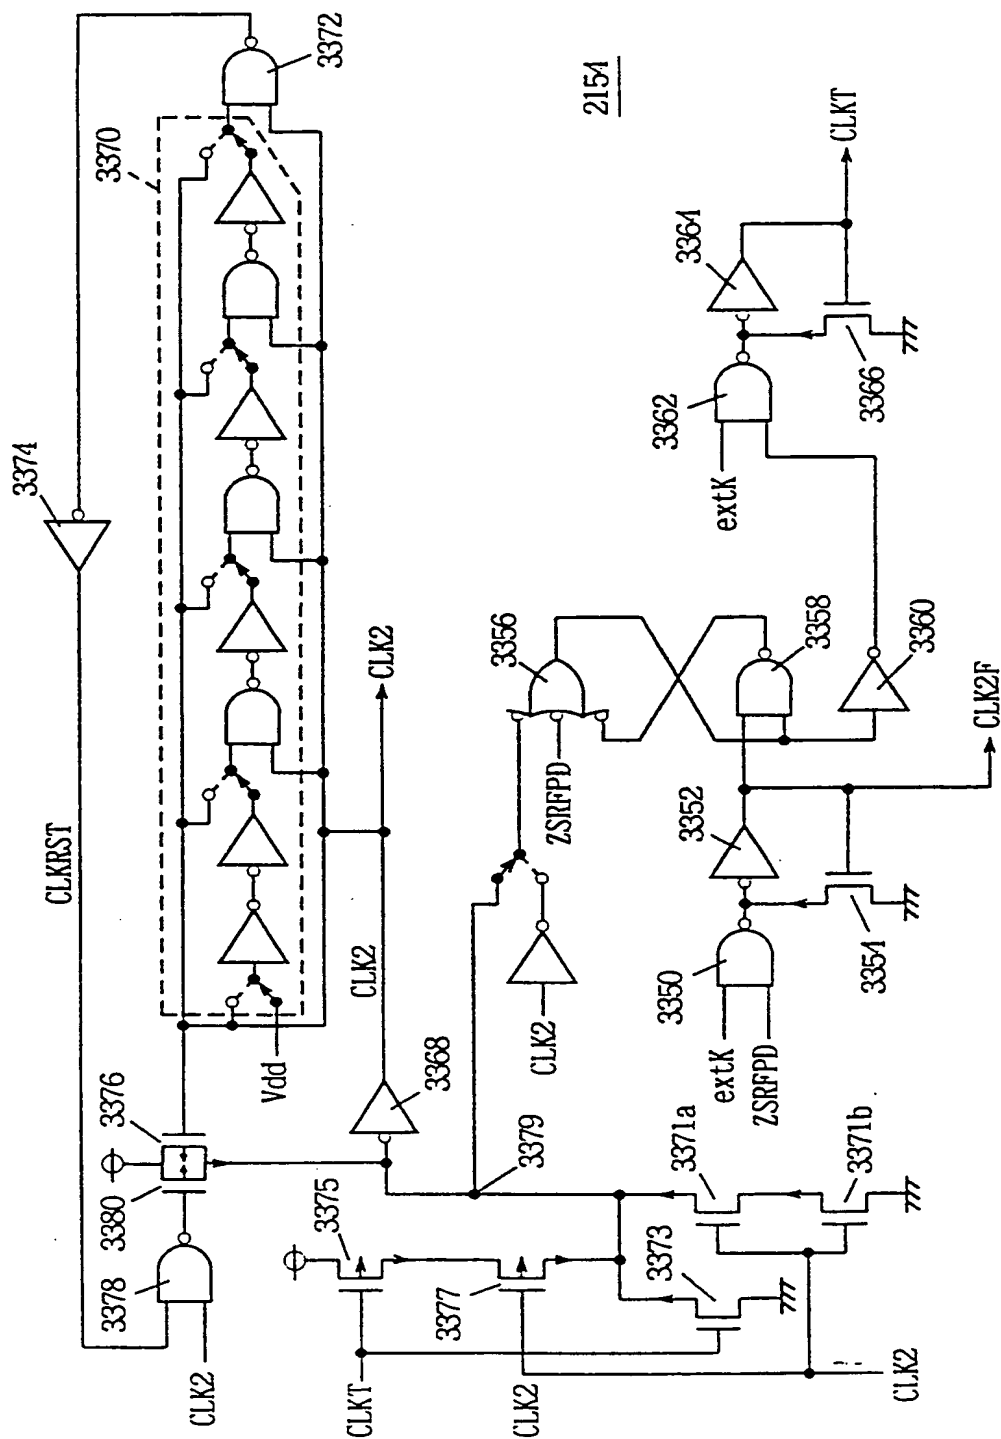 3374
CLKRST
3378
3380
3376
3370
CLK2
Vdd
3372
3375
CLKT
CLK2
CLK2
3368
3377
3379
3356
CLK2
CLK2
ZSRFPD
2154
3373
3350
3362
3371a
3352
3364
extK
extK
ZSRFPD
3358
CLKT
3371b
3354
3366
CLK2
3360
CLK2F